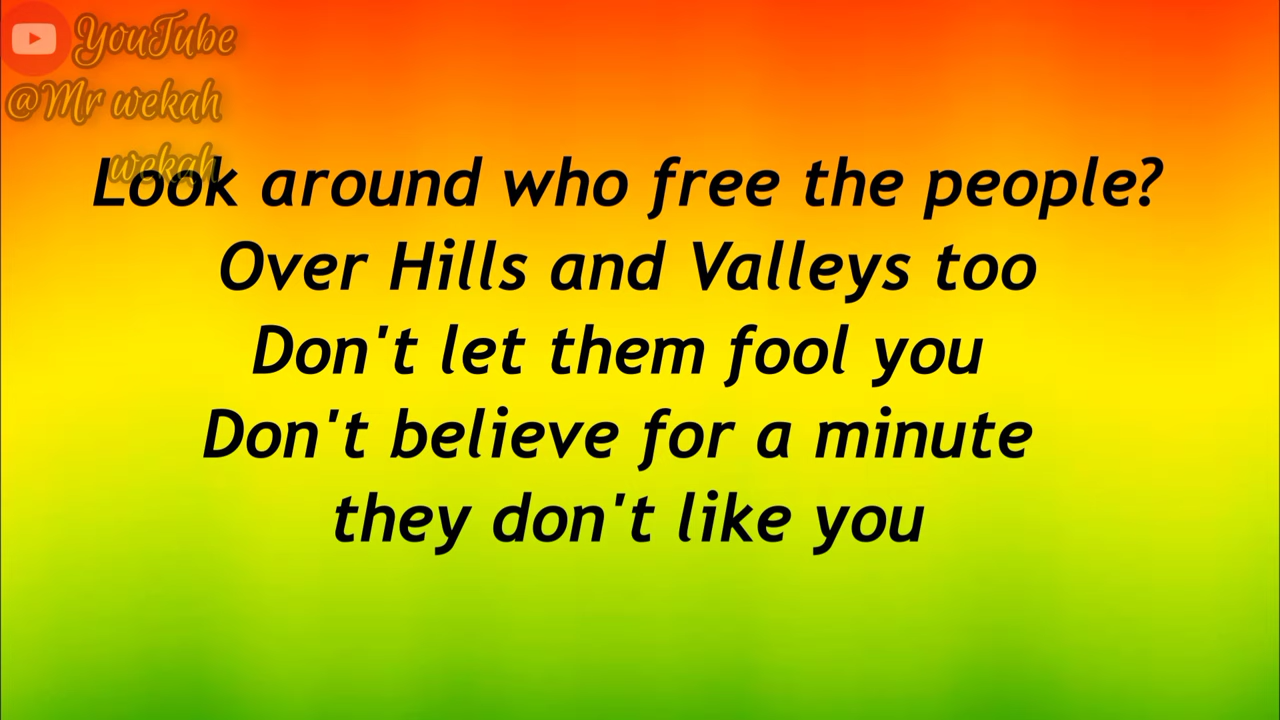 YouTube
@Mr wekah
wekah
Look around who free the people?
Over Hills and Valleys too
Don't let them fool you
Don't believe for a minute
they don't like you